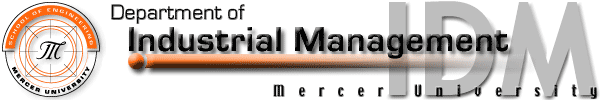 SCHOOL OF ENGINEERING
M
MERCER UNIVERSITY
Department of
IDM
Industrial Management
Mercer University